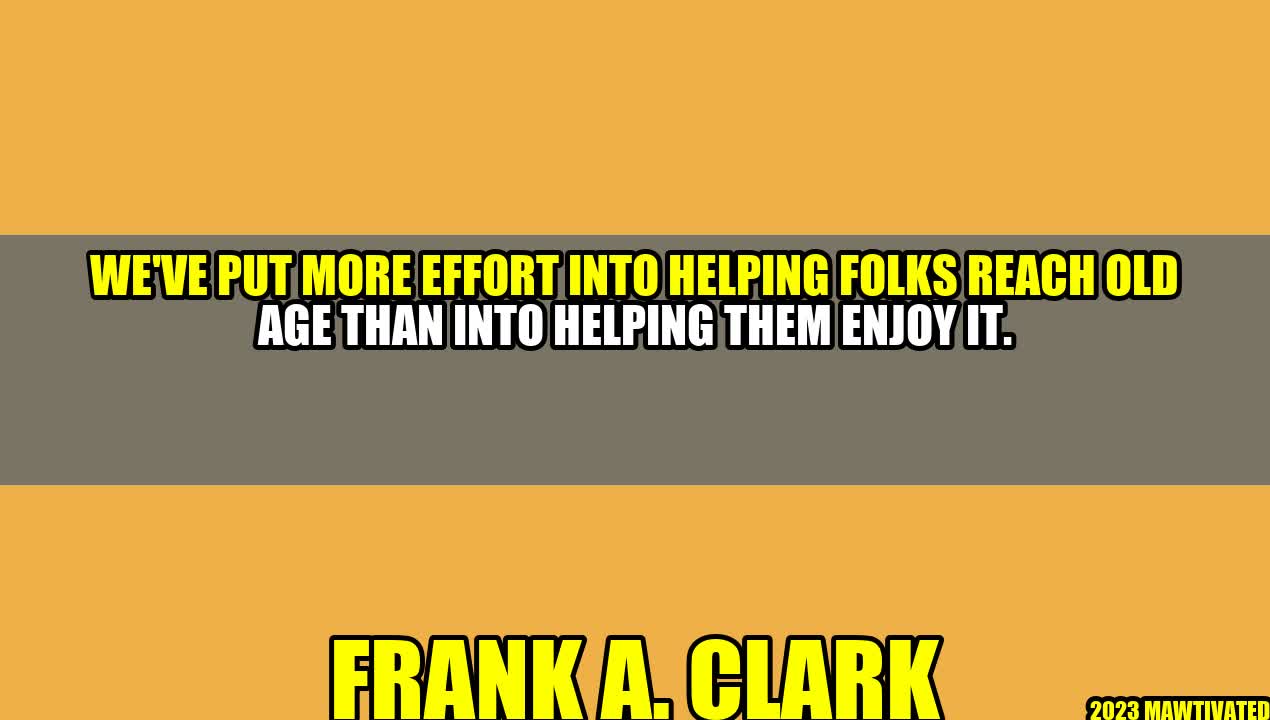 WE'VE PUT MORE EFFORT INTO HELPING FOLKS REACH OLD
AGE THAN INTO HELPING THEM ENJOY IT.
FRANK A. CLARK
2023 MAWTIVATED